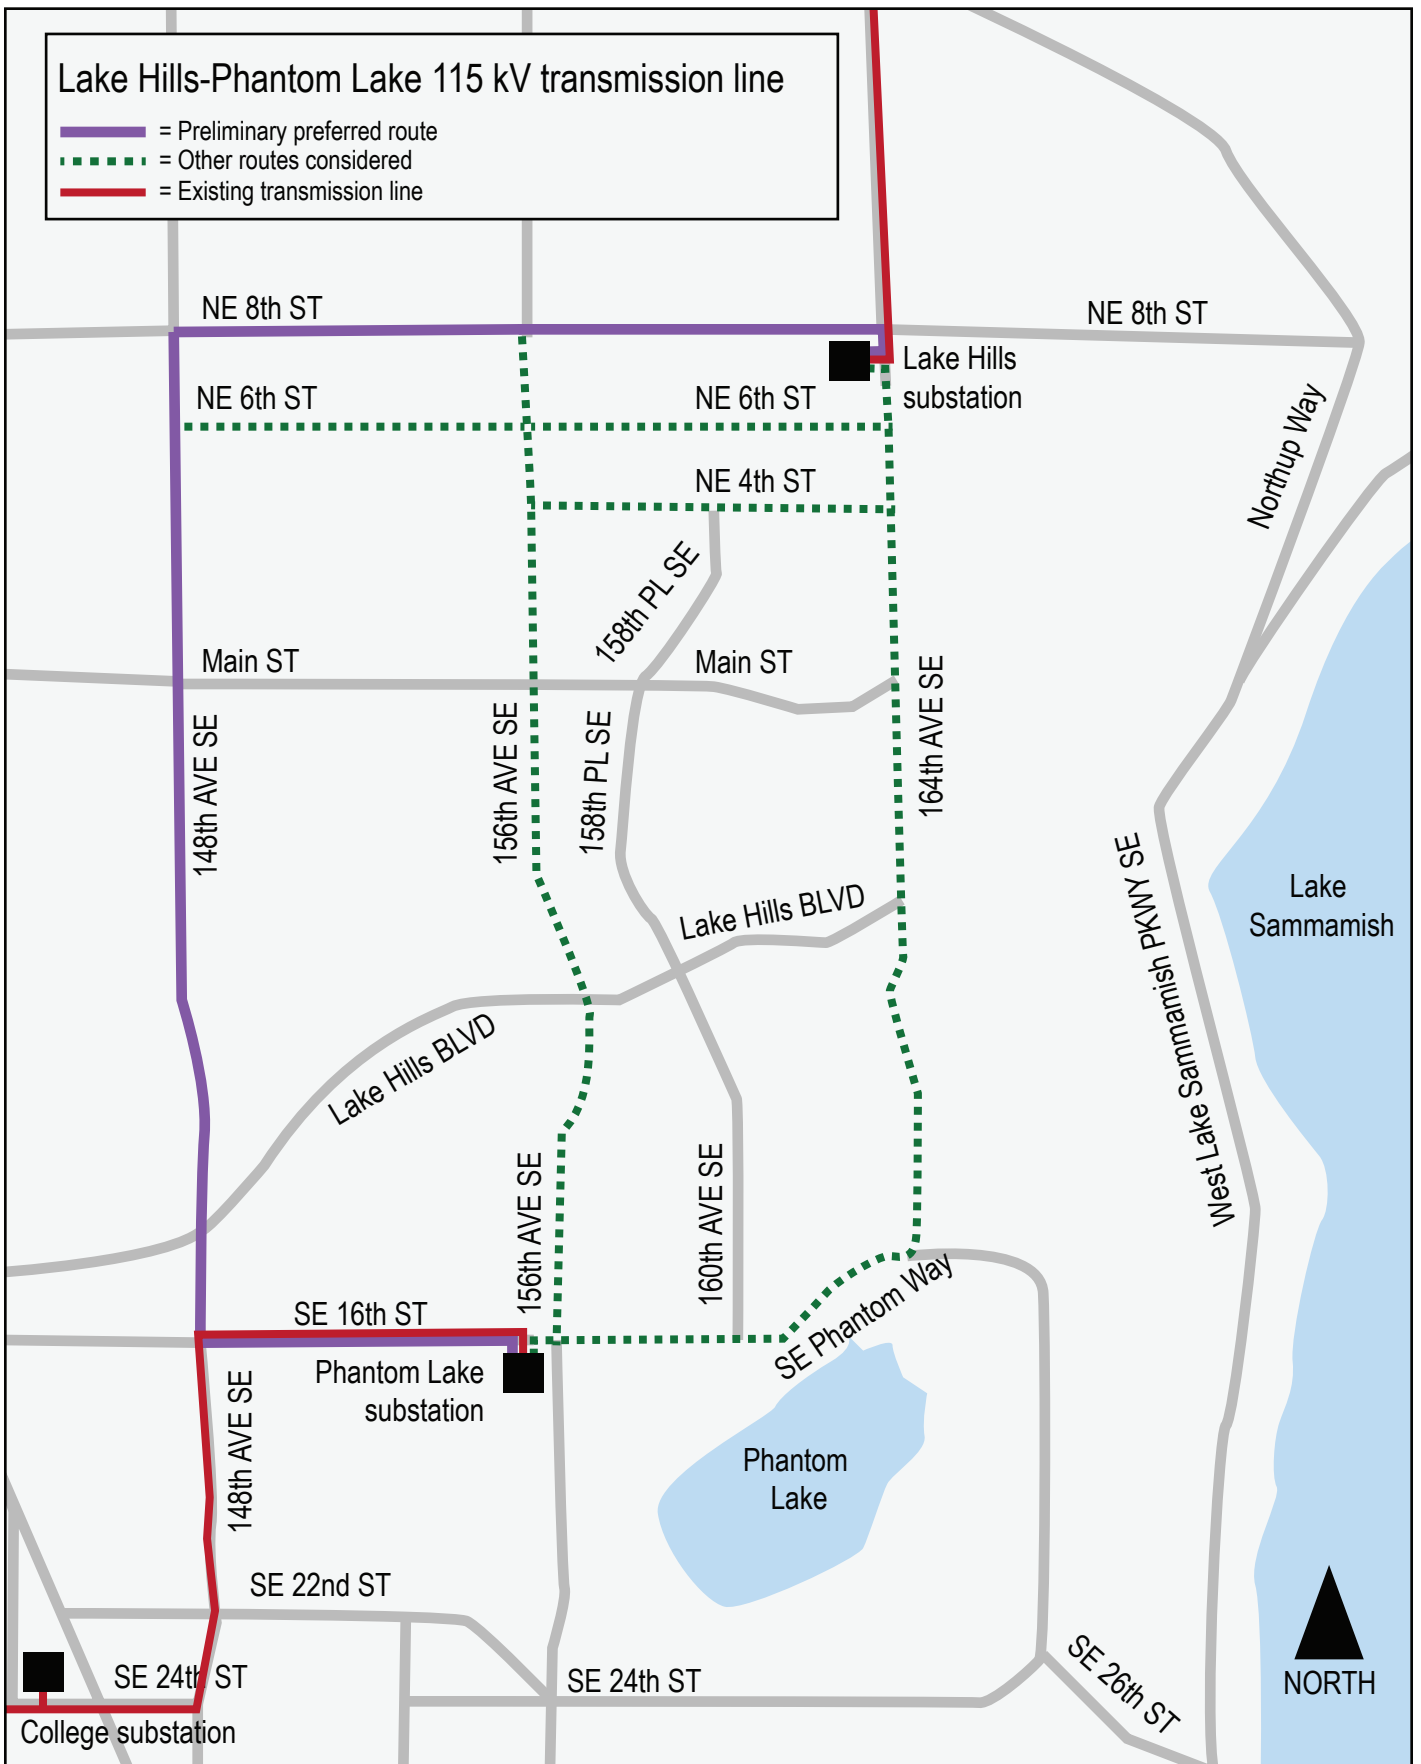 Lake Hills-Phantom Lake 115 kV transmission line
= Preliminary preferred route
= Other routes considered
= Existing transmission line
NE 8th ST
NE 8th ST
Lake Hills
substation
NE 6th ST
NE 6th ST
Northup Way
NE 4th ST
158th PL SE
Main ST
Main ST
148th AVE SE
156th AVE SE
158th PL SE
164th AVE SE
West Lake Sammamish PKWY SE
Lake
Sammamish
Lake Hills BLVD
Lake Hills BLVD
156th AVE SE
160th AVE SE
SE Phantom Way
SE 16th ST
Phantom Lake
substation
148th AVE SE
Phantom
Lake
SE 22nd ST
SE 24th ST
SE 24th ST
SE 26th ST
NORTH
College substation